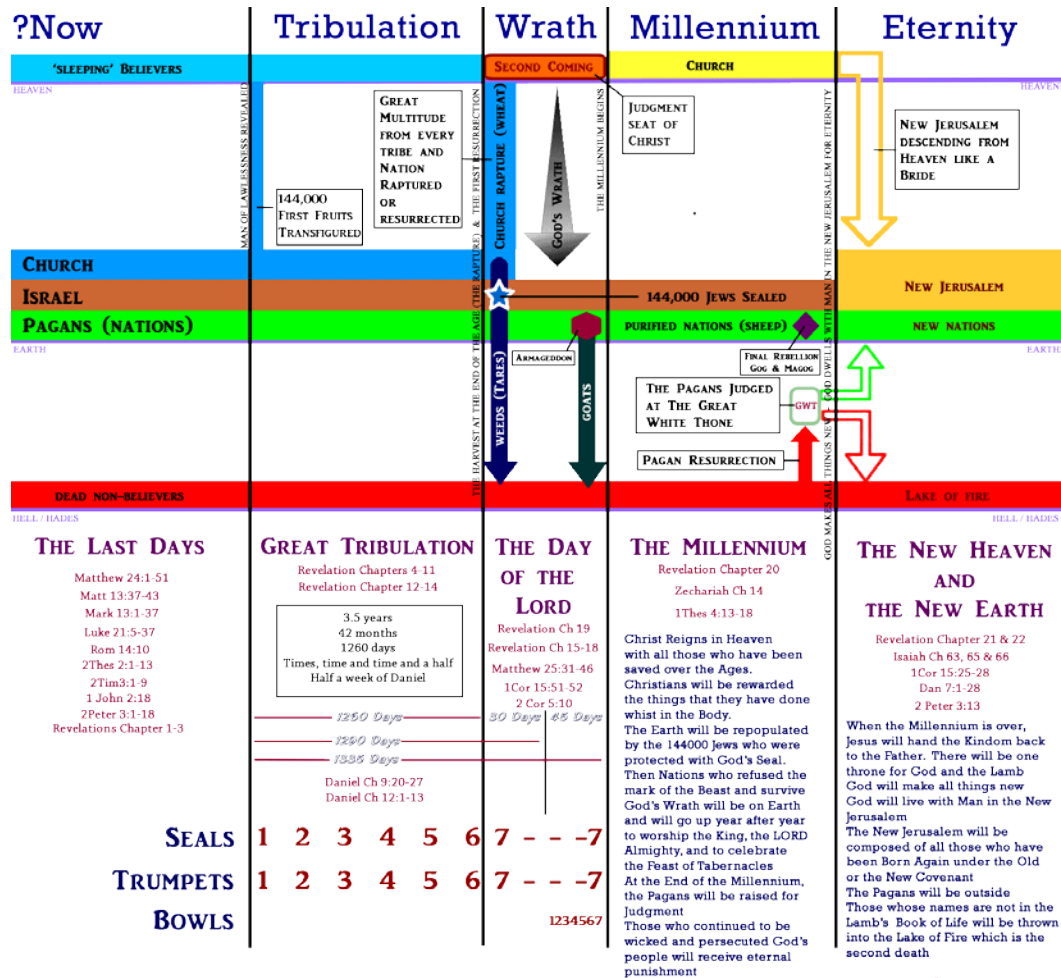 ?Now
Tribulation
Wrath
Millennium
Eternity
'SLEEPING' BELIEVERS
SECOND COMING
CHURCH
HEAVEN
HEAVEN
MAN OF LAWLESSNESS REVEALED
144,000
FIRST FRUITS
TRANSFIGURED
GREAT
MULTITUDE
FROM EVERY
TRIBE AND
NATION
RAPTURED
OR
RESURRECTED
THE HARVEST AT THE END OF THE AGE (THE RAPTURE) & THE FIRST RESURRECTION
CHURCH RAPTURE (WHEAT)
GOD'S WRATH
THE MILLENNIUM BEGINS
JUDGMENT
SEAT OF
CHRIST
GOD MAKES ALL THINGS NEW - GOD DWELLS WITH MAN IN THE NEW JERUSALEM FOR ETERNITY
NEW JERUSALEM
DESCENDING FROM
HEAVEN LIKE A
BRIDE
CHURCH
ISRAEL
144,000 JEWS SEALED
NEW JERUSALEM
PAGANS (NATIONS)
PURIFIED NATIONS (SHEEP)
NEW NATIONS
EARTH
EARTH
WEEDS (TARES)
ARMAGEDDON
GOATS
FINAL REBELLION
GOG & MAGOG
THE PAGANS JUDGED
AT THE GREAT
WHITE THONE
GWT
PAGAN RESURRECTION
DEAD NON-BELIEVERS
LAKE OF FIRE
HELL / HADES
HELL / HADES
THE LAST DAYS
Matthew 24:1-51
Matt 13:37-43
Mark 13:1-37
Luke 21:5-37
Rom 14:10
2Thes 2:1-13
2Tim3:1-9
1 John 2:18
2Peter 3:1-18
Revelations Chapter 1-3
GREAT TRIBULATION
Revelation Chapters 4-11
Revelation Chapter 12-14
3.5 years
42 months
1260 days
Times, time and time and a half
Half a week of Daniel
1260 Days
30 Days
45 Days
1290 Days
1335 Days
Daniel Ch 9:20-27
Daniel Ch 12:1-13
THE DAY
OF THE
LORD
Revelation Ch 19
Revelation Ch 15-18
Matthew 25:31-46
1Cor 15:51-52
2 Cor 5:10
SEALS 1 2 3 4 5 6 7 - - -7
TRUMPETS 1 2 3 4 5 6 7 - - -7
BOWLS 1234567
THE MILLENNIUM
Revelation Chapter 20
Zechariah Ch 14
1Thes 4:13-18
Christ Reigns in Heaven
with all those who have been
saved over the Ages.
Christians will be rewarded
the things that they have done
whist in the Body.
The Earth will be repopulated
by the 144000 Jews who were
protected with God's Seal.
Then Nations who refused the
mark of the Beast and survive
God's Wrath will be on Earth
and will go up year after year
to worship the King, the LORD
Almighty, and to celebrate
the Feast of Tabernacles
At the End of the Millennium,
the Pagans will be raised for
Judgment
Those who continued to be
wicked and persecuted God's
people will receive eternal
punishment
THE NEW HEAVEN
AND
THE NEW EARTH
Revelation Chapter 21 & 22
Isaiah Ch 63, 65 & 66
1Cor 15:25-28
Dan 7:1-28
2 Peter 3:13
When the Millennium is over,
Jesus will hand the Kindom back
to the Father. There will be one
throne for God and the Lamb
God will make all things new
God will live with Man in the New
Jerusalem
The New Jerusalem will be
composed of all those who have
been Born Again under the Old
or the New Covenant
The Pagans will be outside
Those whose names are not in the
Lamb's Book of Life will be thrown
into the Lake of Fire which is the
second death